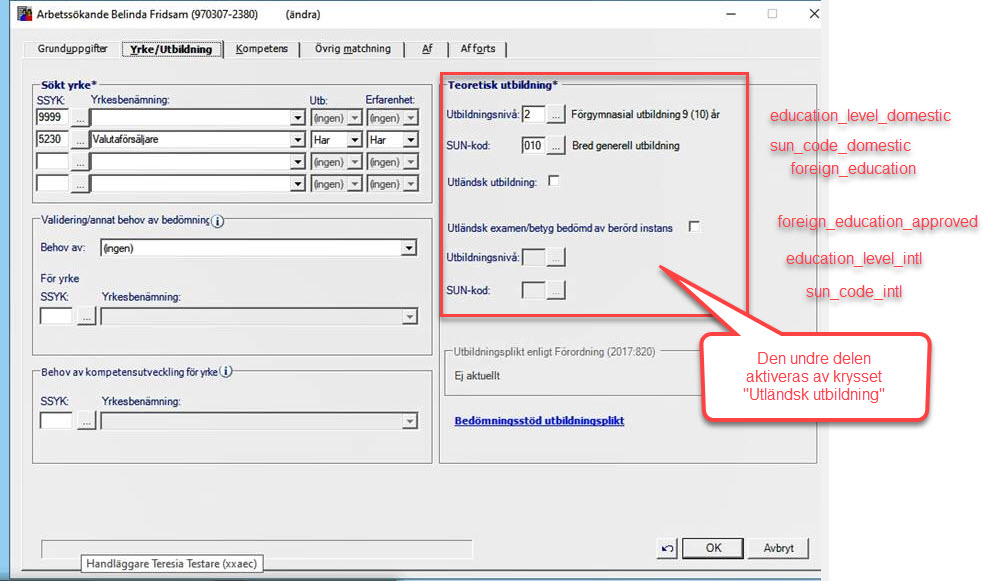 Arbetssökande Belinda Fridsam (970307-2380) (ändra)
Grunduppgifter Yrke/Utbildning Kompetens Övrig matchning Af Af forts
Sökt yrke*
SSYK: Yrkesbenämning: Utb: Erfarenhet:
9999 ... (ingen) (ingen)
5230 ... Valutaförsäljare Har Har
... (ingen) (ingen)
... (ingen) (ingen)
Validering/annat behov av bedömning
Behov av: (ingen)
För yrke
SSYK: Yrkesbenämning:
...
Behov av kompetensutveckling för yrke
SSYK: Yrkesbenämning:
...
Teoretisk utbildning*
Utbildningsnivå: 2 ... Förgymnasial utbildning 9 (10) år education_level_domestic
SUN-kod: 010 ... Bred generell utbildning sun_code_domestic
foreign_education
Utländsk utbildning:
foreign_education_approved
Utländsk examen/betyg bedömd av berörd instans
Utbildningsnivå: ... education_level_intl
SUN-kod: ... sun_code_intl
Den undre delen
aktiveras av krysset
"Utländsk utbildning"
Utbildningsplikt enligt Förordning (2017:820)
Ej aktuellt
Bedömningsstöd utbildningsplikt
OK Avbryt
Handläggare Teresia Testare (xxaec)